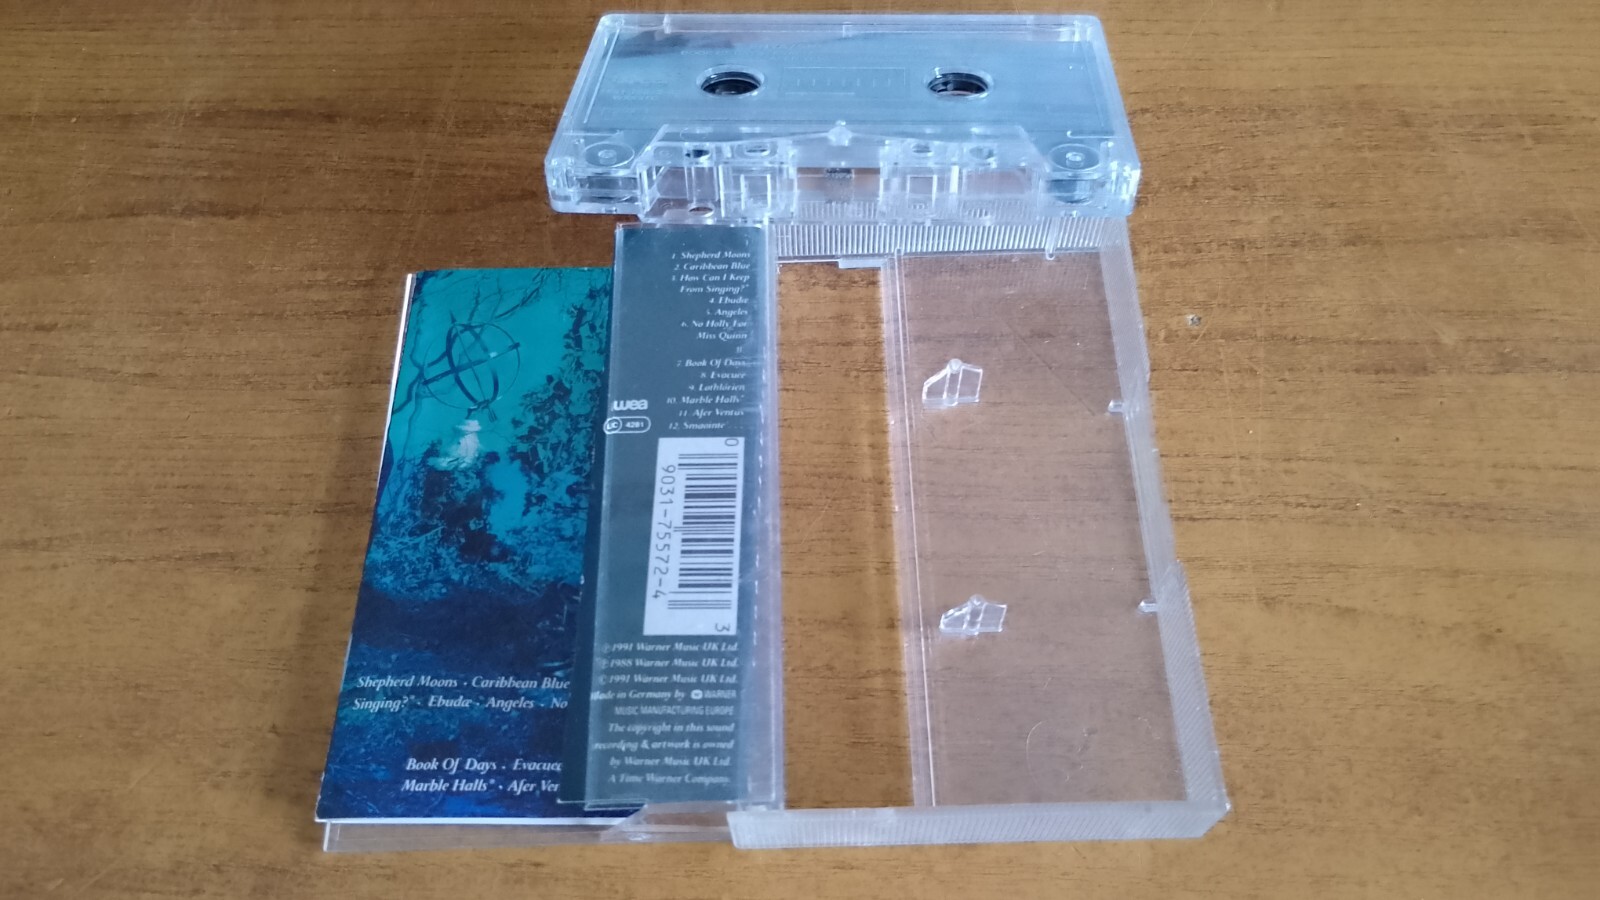 1. Shepherd Moons
2. Caribbean Blue
3. How Can I Keep
From Singing?*
4. Ebudæ
5. Angeles
6. No Holly For
Miss Quinn
II
7. Book Of Days
8. Evacuee
9. Lothlórien
10. Marble Halls*
11. Afer Ventus
12. Smaointe
wea
LC 4281
0 9031-75572-4 3
℗1991 Warner Music UK Ltd.
℗1988 Warner Music UK Ltd.
©1991 Warner Music UK Ltd.
Made in Germany by WARNER
MUSIC MANUFACTURING EUROPE
The copyright in this sound
recording & artwork is owned
by Warner Music UK Ltd.
A Time Warner Company.
Shepherd Moons · Caribbean Blue
Singing?* · Ebudæ · Angeles · No
Book Of Days · Evacuee
Marble Halls* · Afer Ven